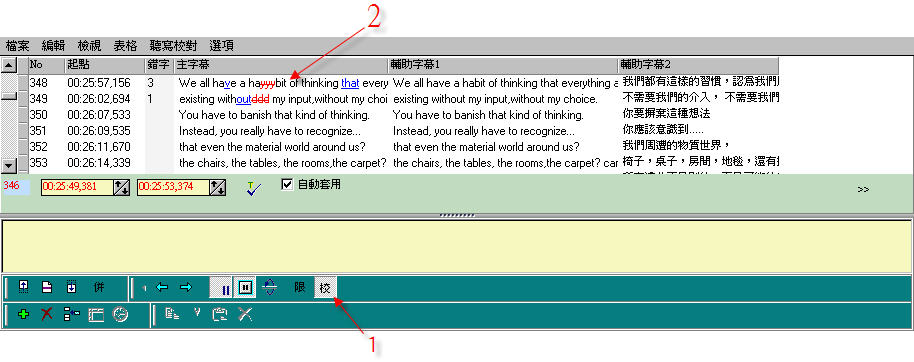 2
檔案 編輯 檢視 表格 聽寫校對 選項
No 起點 錯字 主字幕 輔助字幕1 輔助字幕2
348 00:25:57,156 3 We all have a hayyybit of thinking that every We all have a habit of thinking that everything a 我們都有這樣的習慣，認為我們
349 00:26:02,694 1 existing withoutddd my input,without my choi existing without my input,without my choice. 不需要我們的介入， 不需要我們
350 00:26:07,533 You have to banish that kind of thinking. You have to banish that kind of thinking. 你要摒棄這種想法
351 00:26:09,535 Instead, you really have to recognize... Instead, you really have to recognize... 你應該意識到.....
352 00:26:11,670 that even the material world around us? that even the material world around us? 我們周遭的物質世界，
353 00:26:14,339 the chairs, the tables, the rooms,the carpet? the chairs, the tables, the rooms,the carpet? car 椅子，桌子，房間，地毯，還有
346 00:25:49,381 00:25:53,374 T 自動套用 >>
併 限 校
1